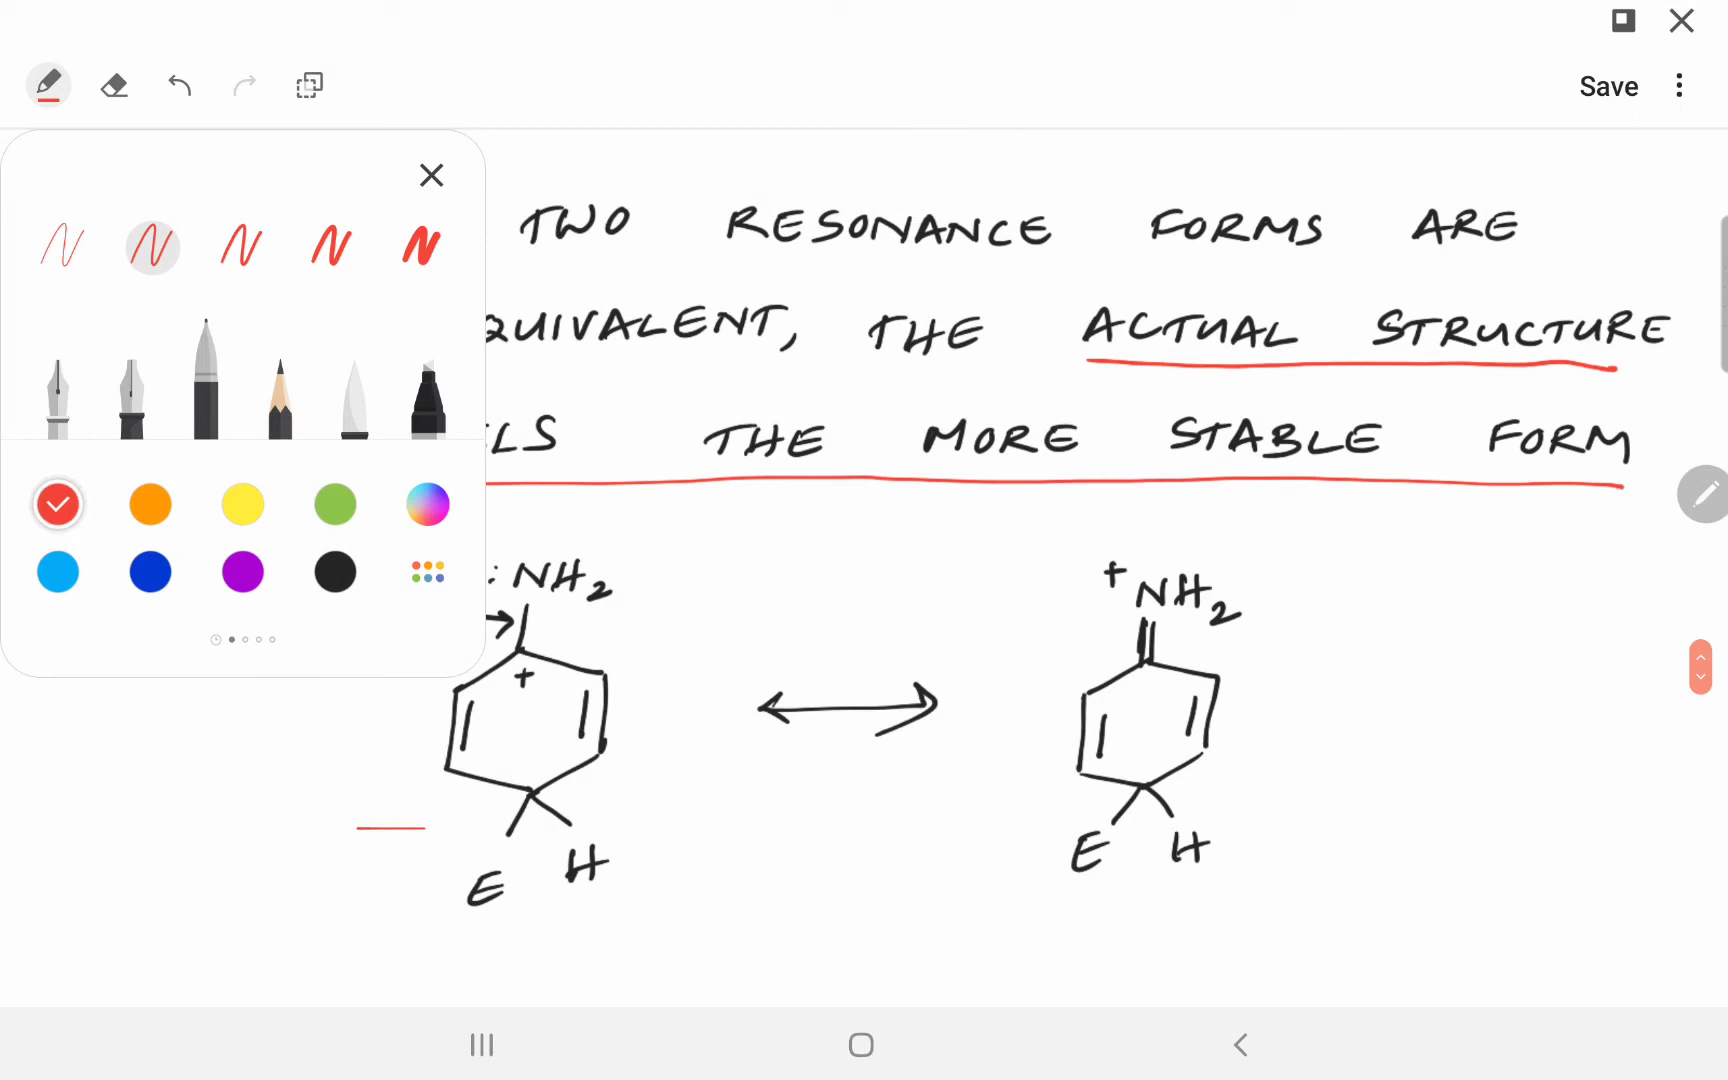 Save
TWO RESONANCE FORMS ARE
QUIVALENT, THE ACTUAL STRUCTURE
LS THE MORE STABLE FORM
:NH2 +NH2
+
E H E H